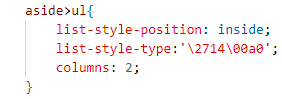 aside>ul{
    list-style-position: inside;
    list-style-type:'\2714\00a0';
    columns: 2;
}